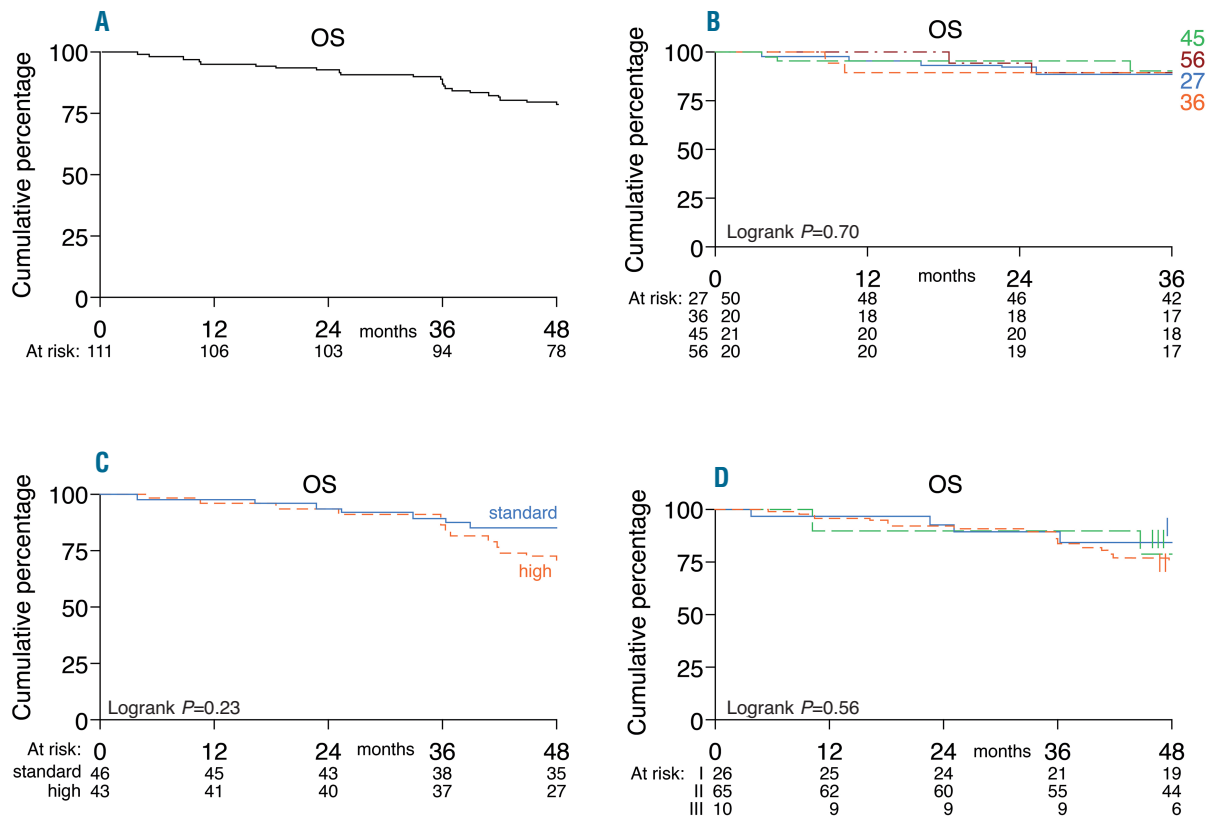 A
OS
Cumulative percentage
100
75
50
25
0
0 12 24 months 36 48
At risk: 111 106 103 94 78
B
OS
Cumulative percentage
100
75
50
25
0
45
56
27
36
Logrank P=0.70
0 12 months 24 36
At risk: 27 50 48 46 42
36 20 18 18 17
45 21 20 20 18
56 20 20 19 17
C
OS
Cumulative percentage
100
75
50
25
0
standard
high
Logrank P=0.23
At risk: 0 12 24 months 36 48
standard 46 45 43 38 35
high 43 41 40 37 27
D
OS
Cumulative percentage
100
75
50
25
0
Logrank P=0.56
0 12 24 months 36 48
At risk: I 26 25 24 21 19
II 65 62 60 55 44
III 10 9 9 9 6